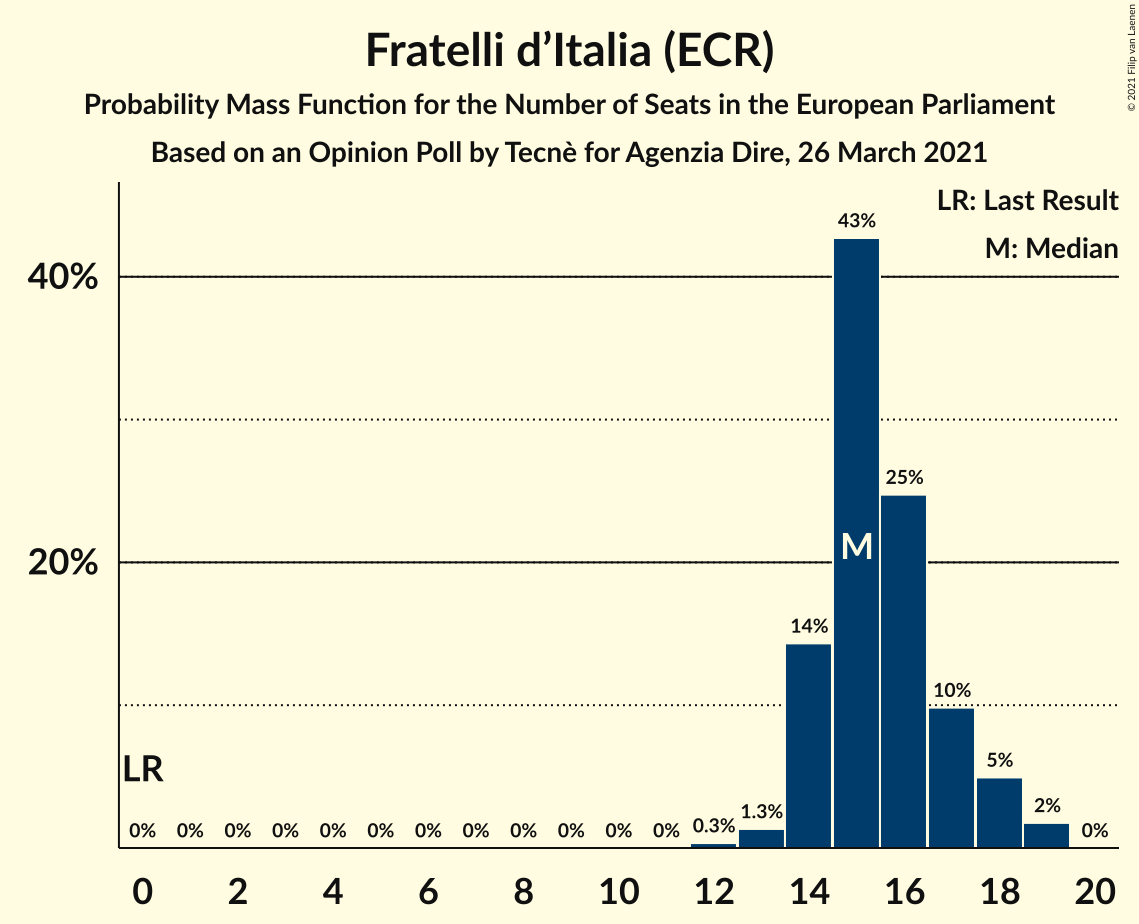 Fratelli d’Italia (ECR)
Probability Mass Function for the Number of Seats in the European Parliament
Based on an Opinion Poll by Tecnè for Agenzia Dire, 26 March 2021
© 2021 Filip van Laenen
LR: Last Result
M: Median
43%
40%
25%
M
20%
14%
10%
LR
5%
2%
1.3%
0.3%
0% 0% 0% 0% 0% 0% 0% 0% 0% 0% 0% 0% 0%
0 2 4 6 8 10 12 14 16 18 20